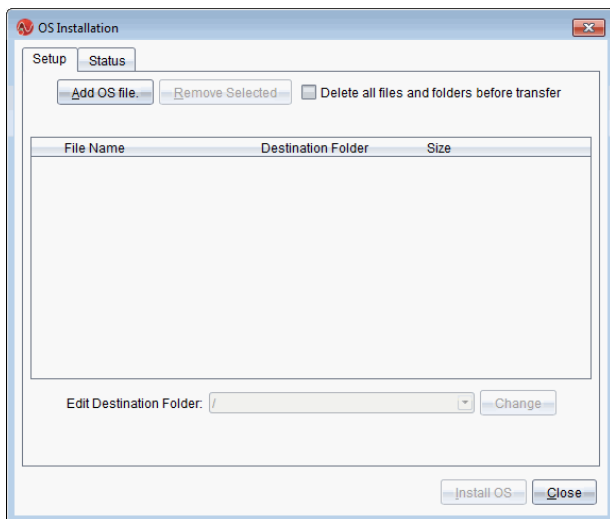 OS Installation
Setup
Status
Add OS file.
Remove Selected
Delete all files and folders before transfer
File Name
Destination Folder
Size
Edit Destination Folder:
/
Change
Install OS
Close